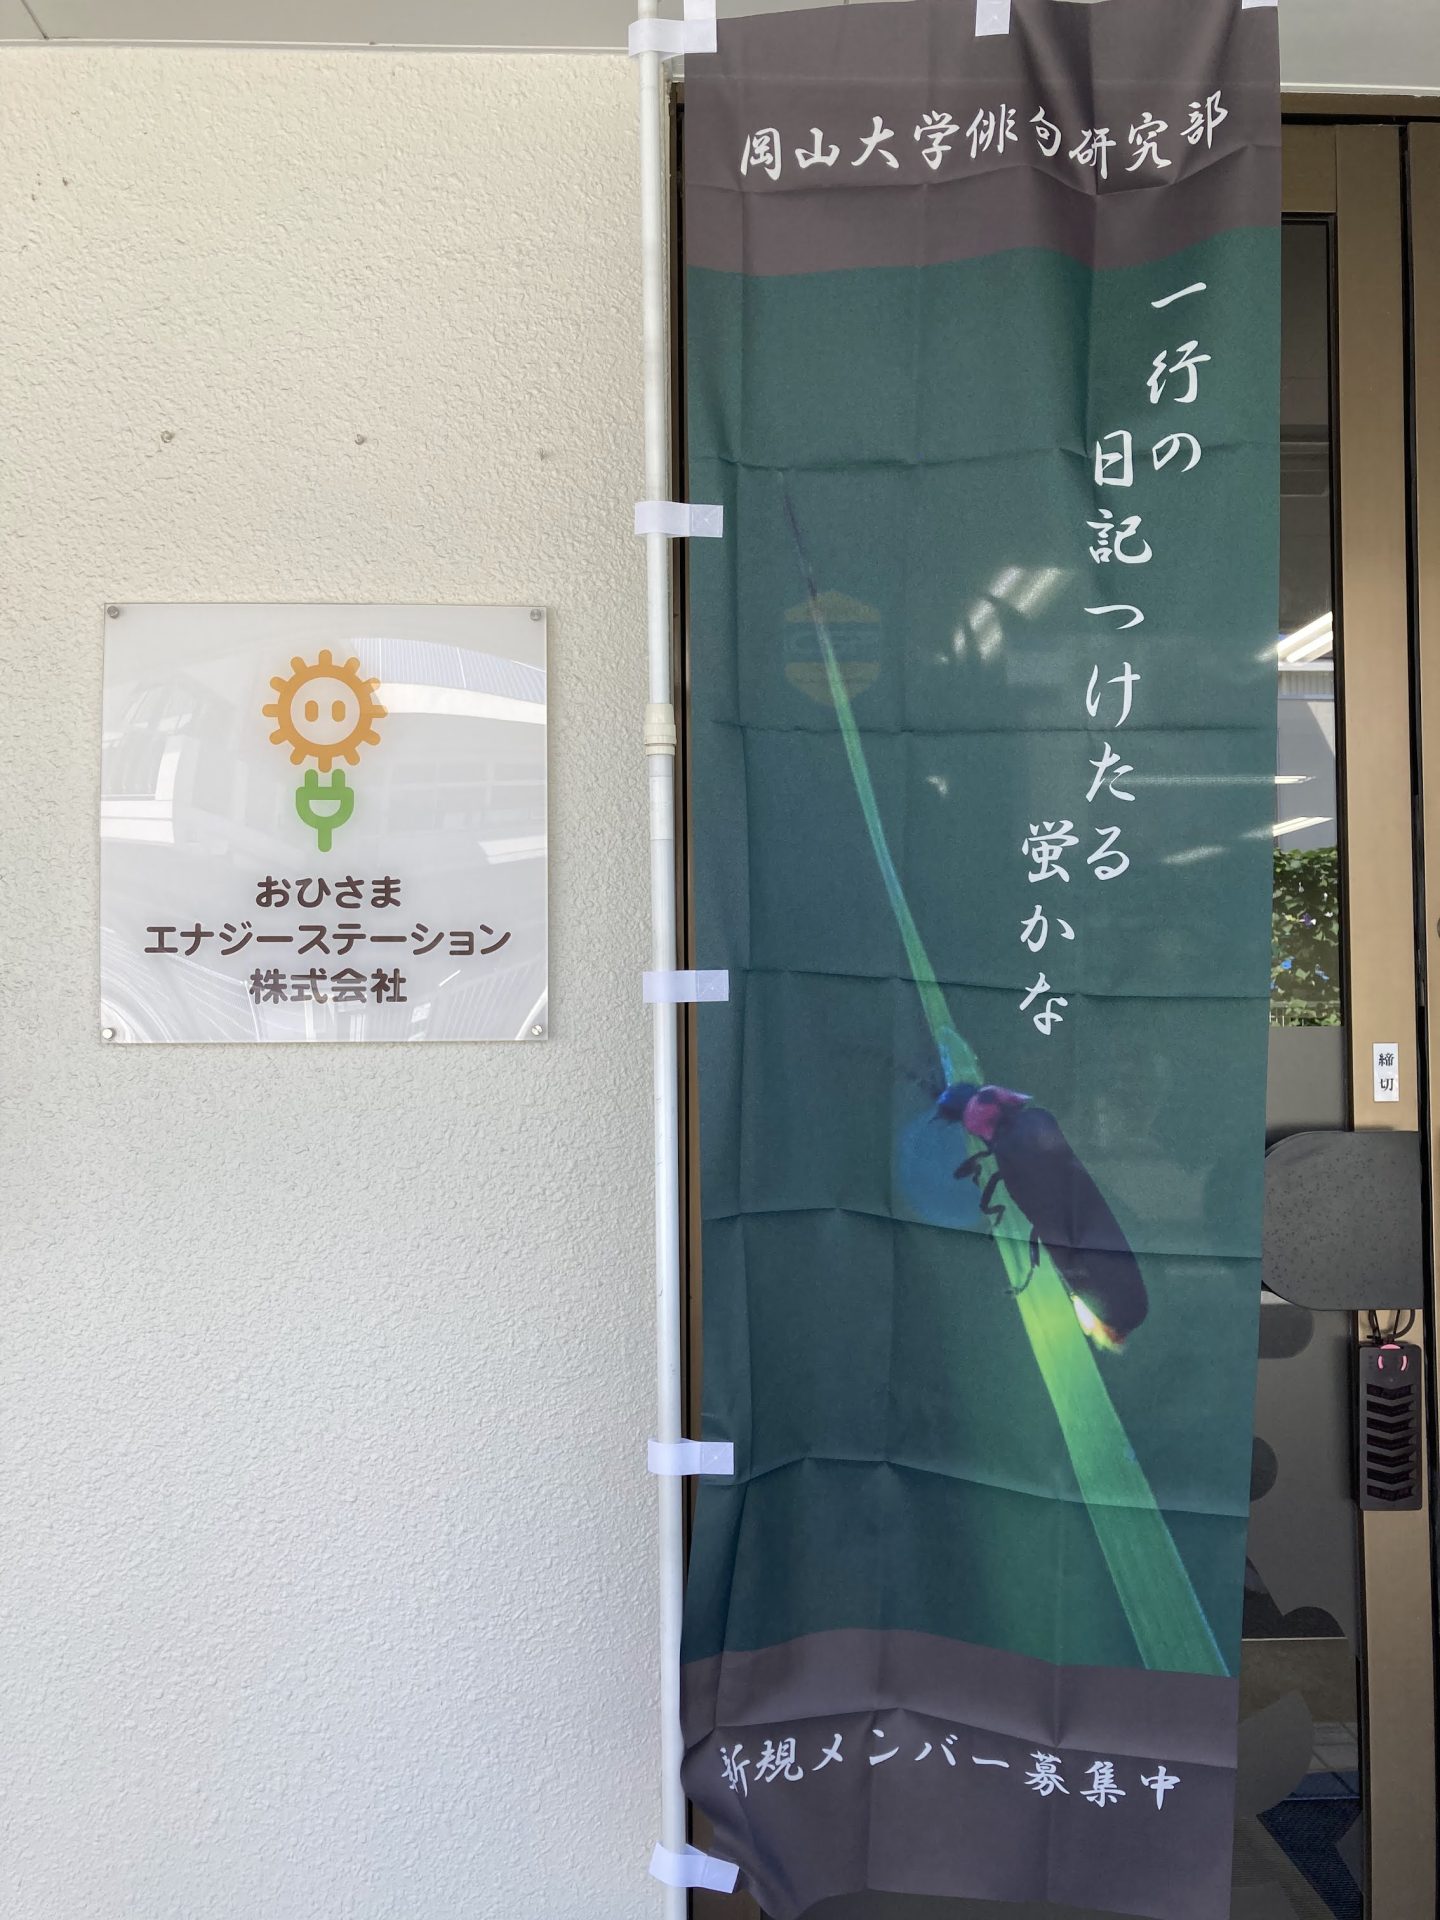 岡山大学俳句研究部
一行の
日記つけたる
蛍かな
新規メンバー募集中
おひさま
エナジーステーション
株式会社
締切